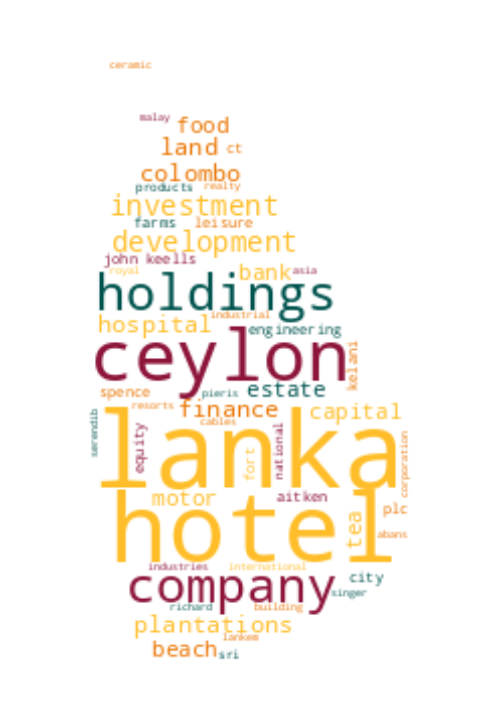 ceramic
malay
food
land ct
colombo
products realty
investment
farms leisure
development
john keells
royal bank asia
holdings
industrial
hospital engineering
ceylon
kelani
spence pieris estate
resorts finance capital
cables
serendib
equity
lanka
fort
national
corporation
motor aitken
plc
hotel
tea
abans
industries international
company city
singer
richard building
plantations
lankem
beach sri